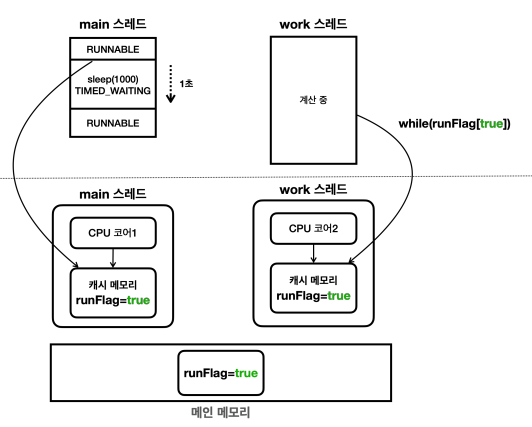 main 스레드
RUNNABLE
sleep(1000)
TIMED_WAITING
RUNNABLE
1초
work 스레드
계산 중
while(runFlag[true])
main 스레드
CPU 코어1
캐시 메모리
runFlag=true
work 스레드
CPU 코어2
캐시 메모리
runFlag=true
runFlag=true
메인 메모리